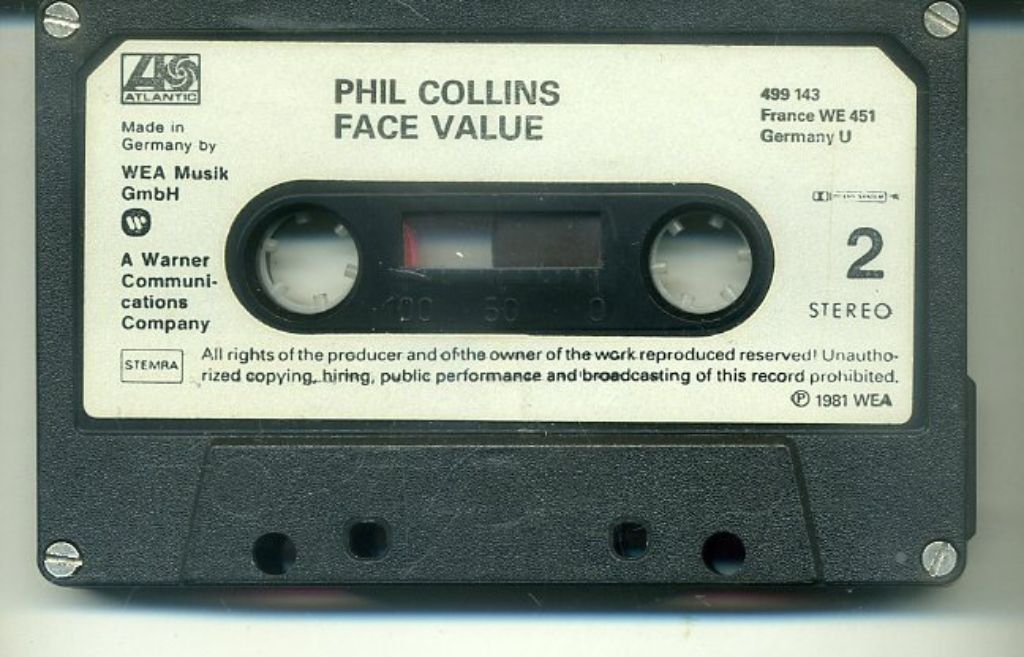 ATLANTIC
Made in
Germany by
WEA Musik
GmbH
A Warner
Communi-
cations
Company
STEMRA
PHIL COLLINS
FACE VALUE
499 143
France WE 451
Germany U
2
STEREO
100 50 0
All rights of the producer and of the owner of the work reproduced reserved! Unautho-
rized copying, hiring, public performance and broadcasting of this record prohibited.
Ⓟ 1981 WEA